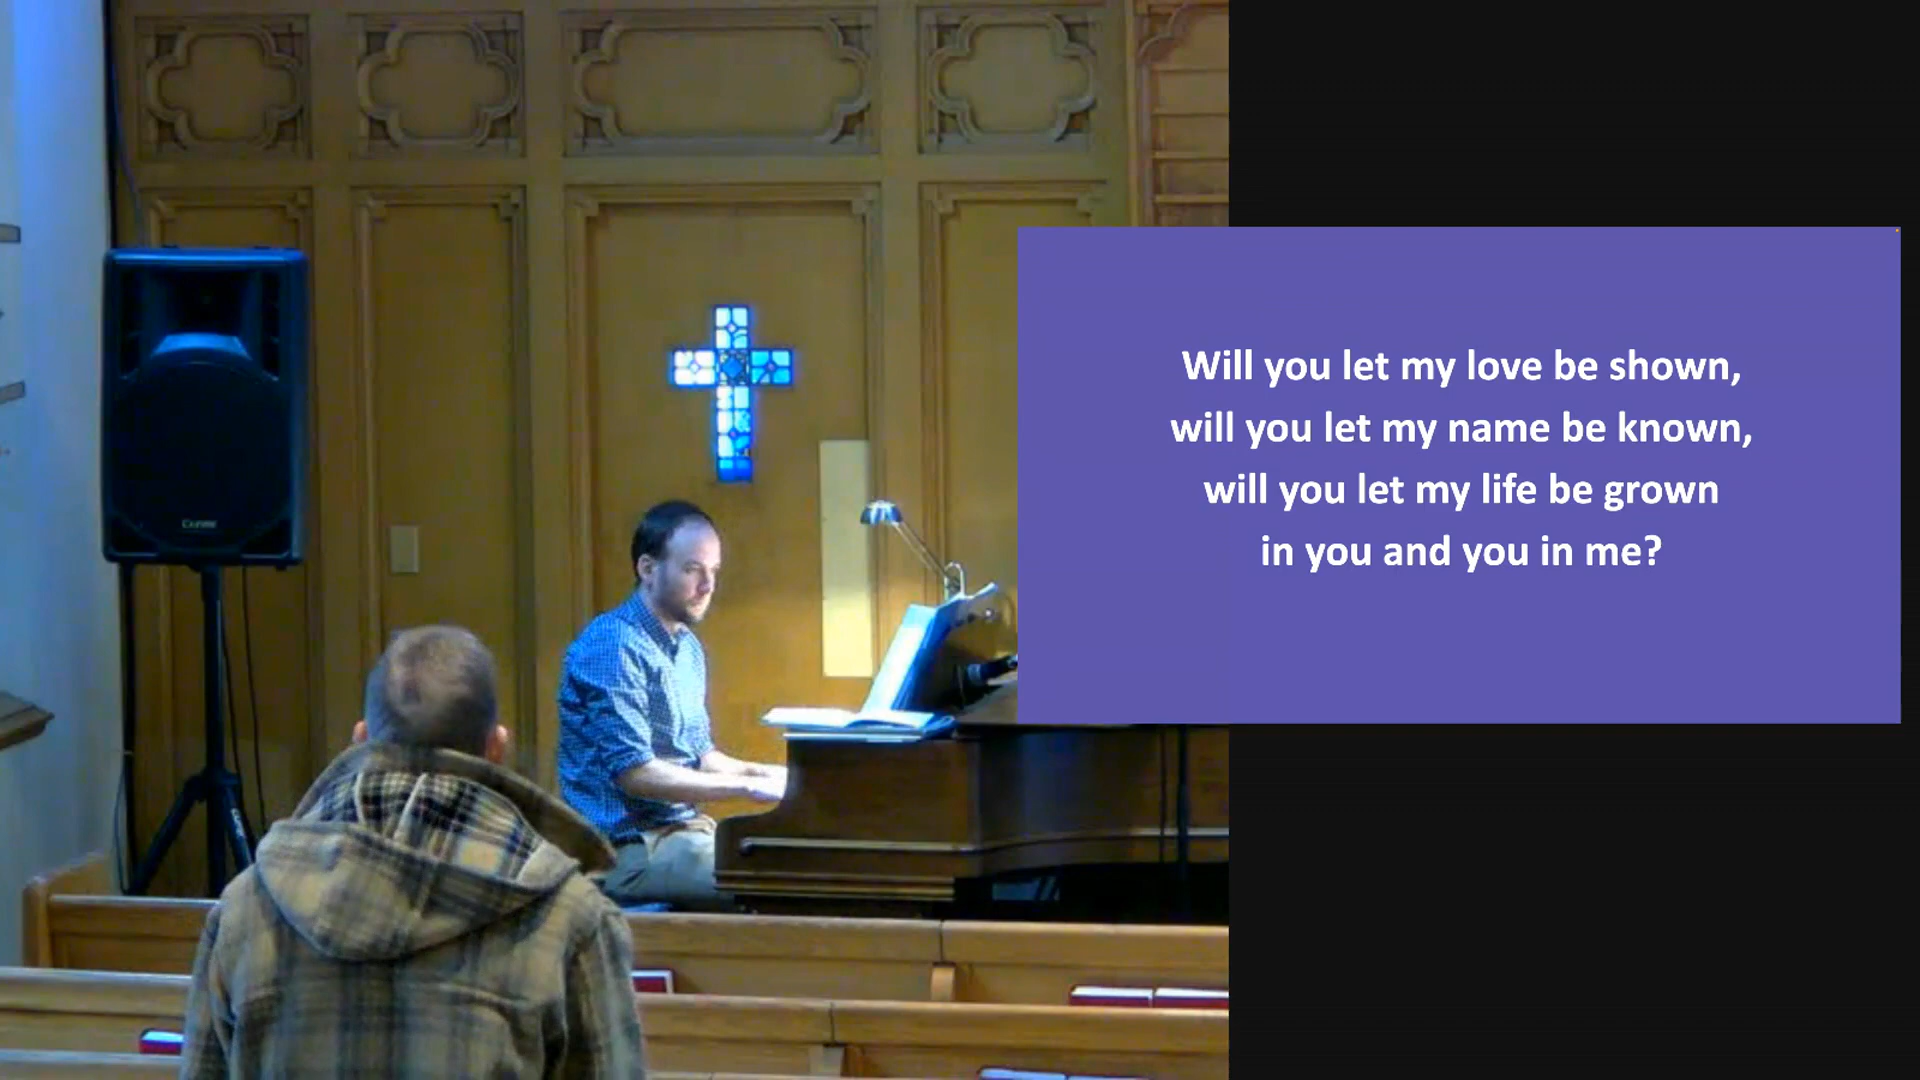 Will you let my love be shown,
will you let my name be known,
will you let my life be grown
in you and you in me?